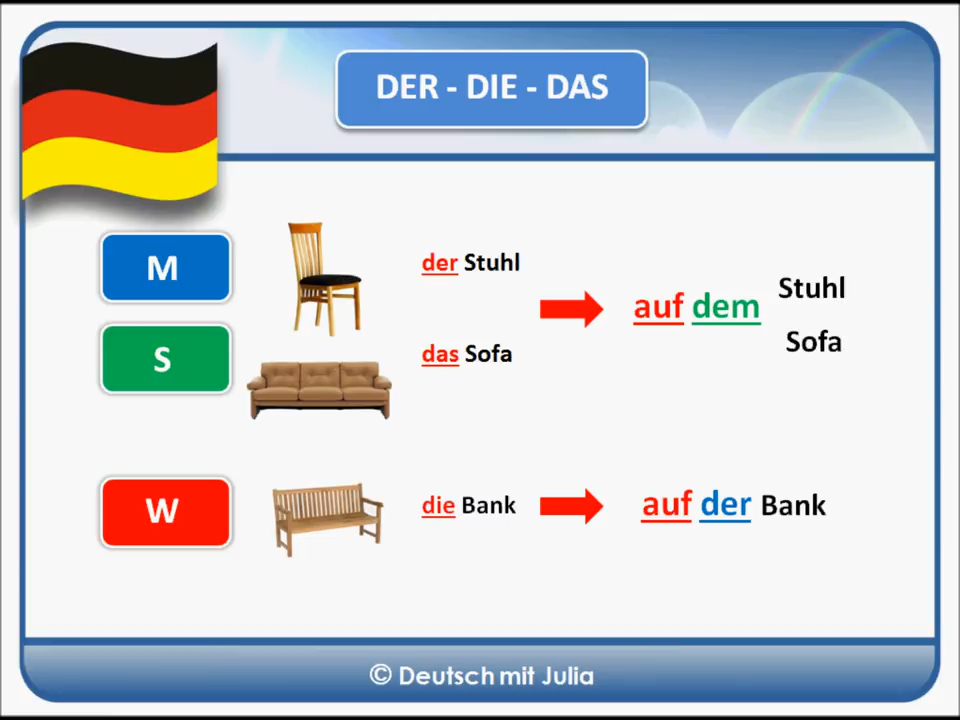 DER - DIE - DAS
M
der Stuhl
S
das Sofa
auf dem
Stuhl
Sofa
W
die Bank
auf der Bank
© Deutsch mit Julia